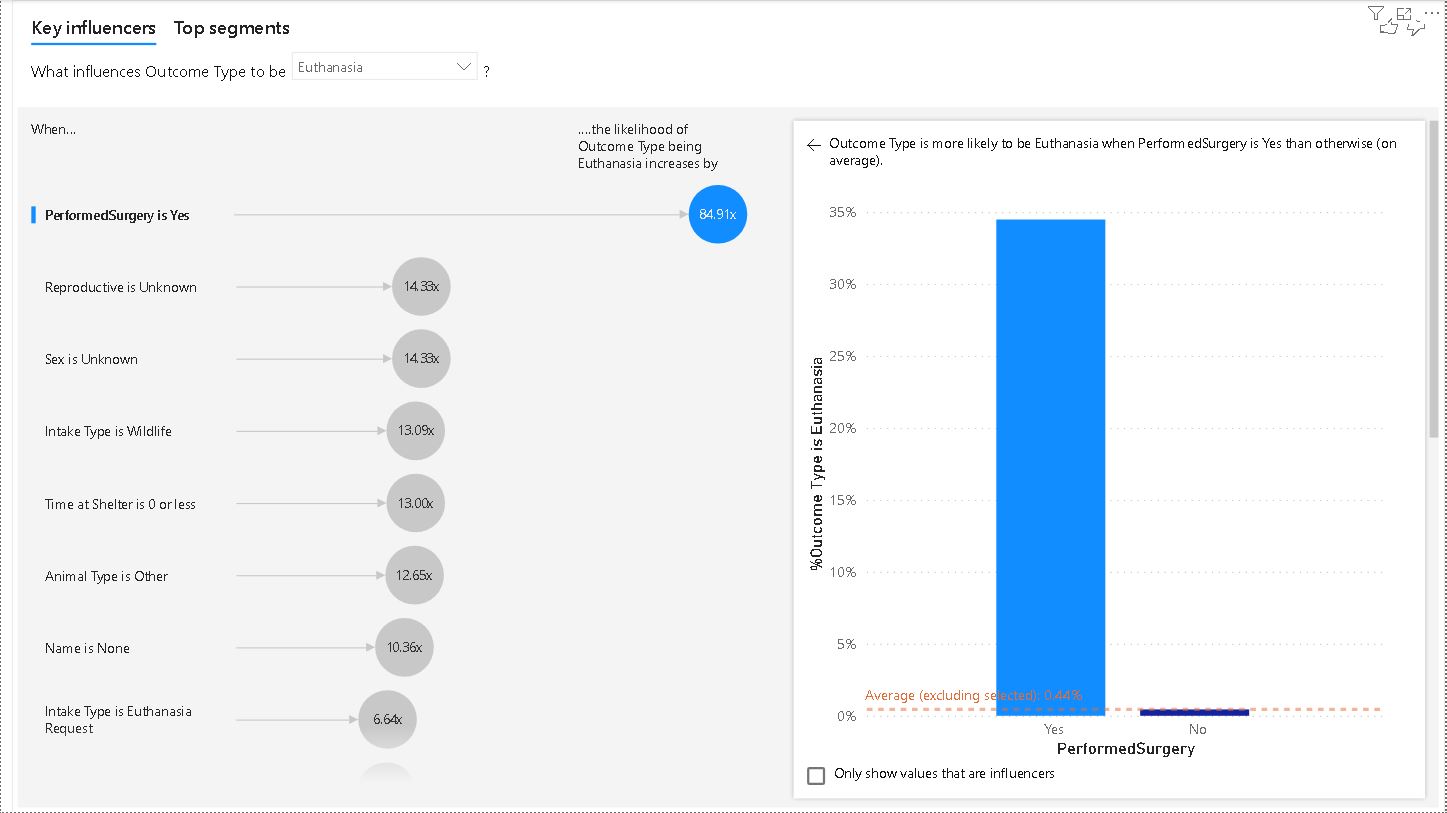 Key influencers Top segments
What influences Outcome Type to be Euthanasia ?
When...
....the likelihood of
Outcome Type being
Euthanasia increases by
PerformedSurgery is Yes 84.91x
Reproductive is Unknown 14.33x
Sex is Unknown 14.33x
Intake Type is Wildlife 13.09x
Time at Shelter is 0 or less 13.00x
Animal Type is Other 12.65x
Name is None 10.36x
Intake Type is Euthanasia
Request
6.64x
Outcome Type is more likely to be Euthanasia when PerformedSurgery is Yes than otherwise (on
average).
%Outcome Type is Euthanasia
35%
30%
25%
20%
15%
10%
5%
Average (excluding selected): 0.44%
0%
Yes No
PerformedSurgery
Only show values that are influencers